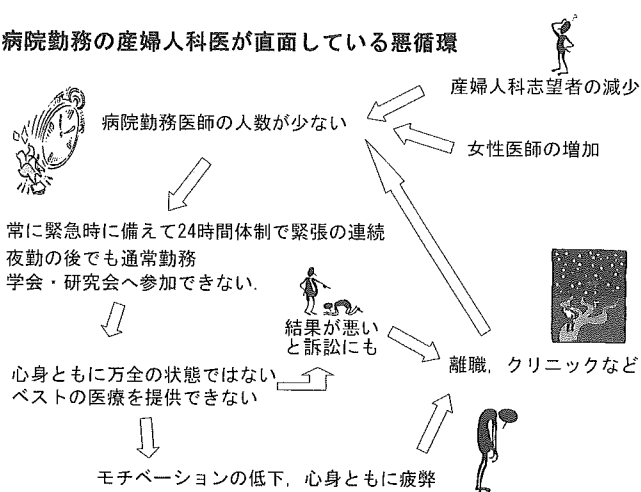 病院勤務の産婦人科医が直面している悪循環
産婦人科志望者の減少
病院勤務医師の人数が少ない
女性医師の増加
常に緊急時に備えて24時間体制で緊張の連続
夜勤の後でも通常勤務
学会・研究会へ参加できない.
結果が悪い
と訴訟にも
離職，クリニックなど
心身ともに万全の状態ではない
ベストの医療を提供できない
モチベーションの低下，心身ともに疲弊